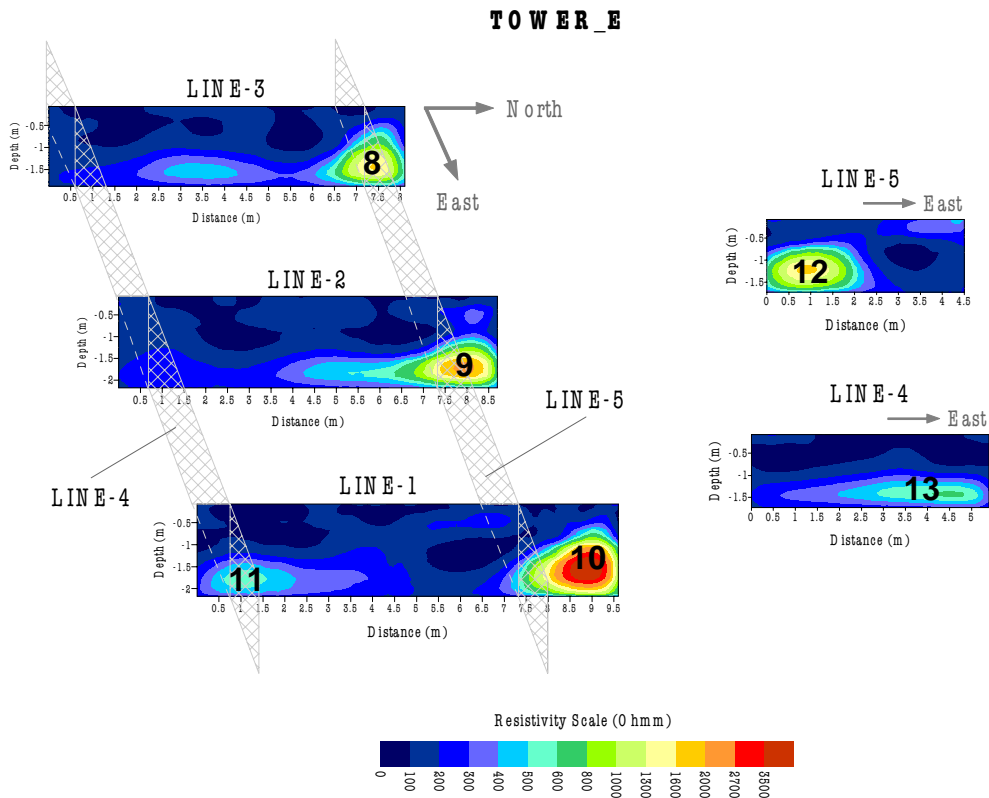 TOWER_E
LINE-3
North
East
-0.5
-1
-1.5
Depth (m)
8
0.5 1 1.5 2 2.5 3 3.5 4 4.5 5 5.5 6 6.5 7 7.5 8
Distance (m)
LINE-5
East
-0.5
-1
-1.5
Depth (m)
12
0 0.5 1 1.5 2 2.5 3 3.5 4 4.5
Distance (m)
LINE-2
-0.5
-1
-1.5
-2
Depth (m)
9
0.5 1 1.5 2 2.5 3 3.5 4 4.5 5 5.5 6 6.5 7 7.5 8 8.5
Distance (m)
LINE-5
LINE-4
LINE-4
East
-0.5
-1
-1.5
Depth (m)
13
0 0.5 1 1.5 2 2.5 3 3.5 4 4.5 5
Distance (m)
LINE-1
-0.5
-1
-1.5
-2
Depth (m)
11
10
0.5 1 1.5 2 2.5 3 3.5 4 4.5 5 5.5 6 6.5 7 7.5 8 8.5 9 9.5
Distance (m)
Resistivity Scale (Ohmm)
0 100 200 300 400 500 600 800 1000 1300 1600 2000 2700 3500